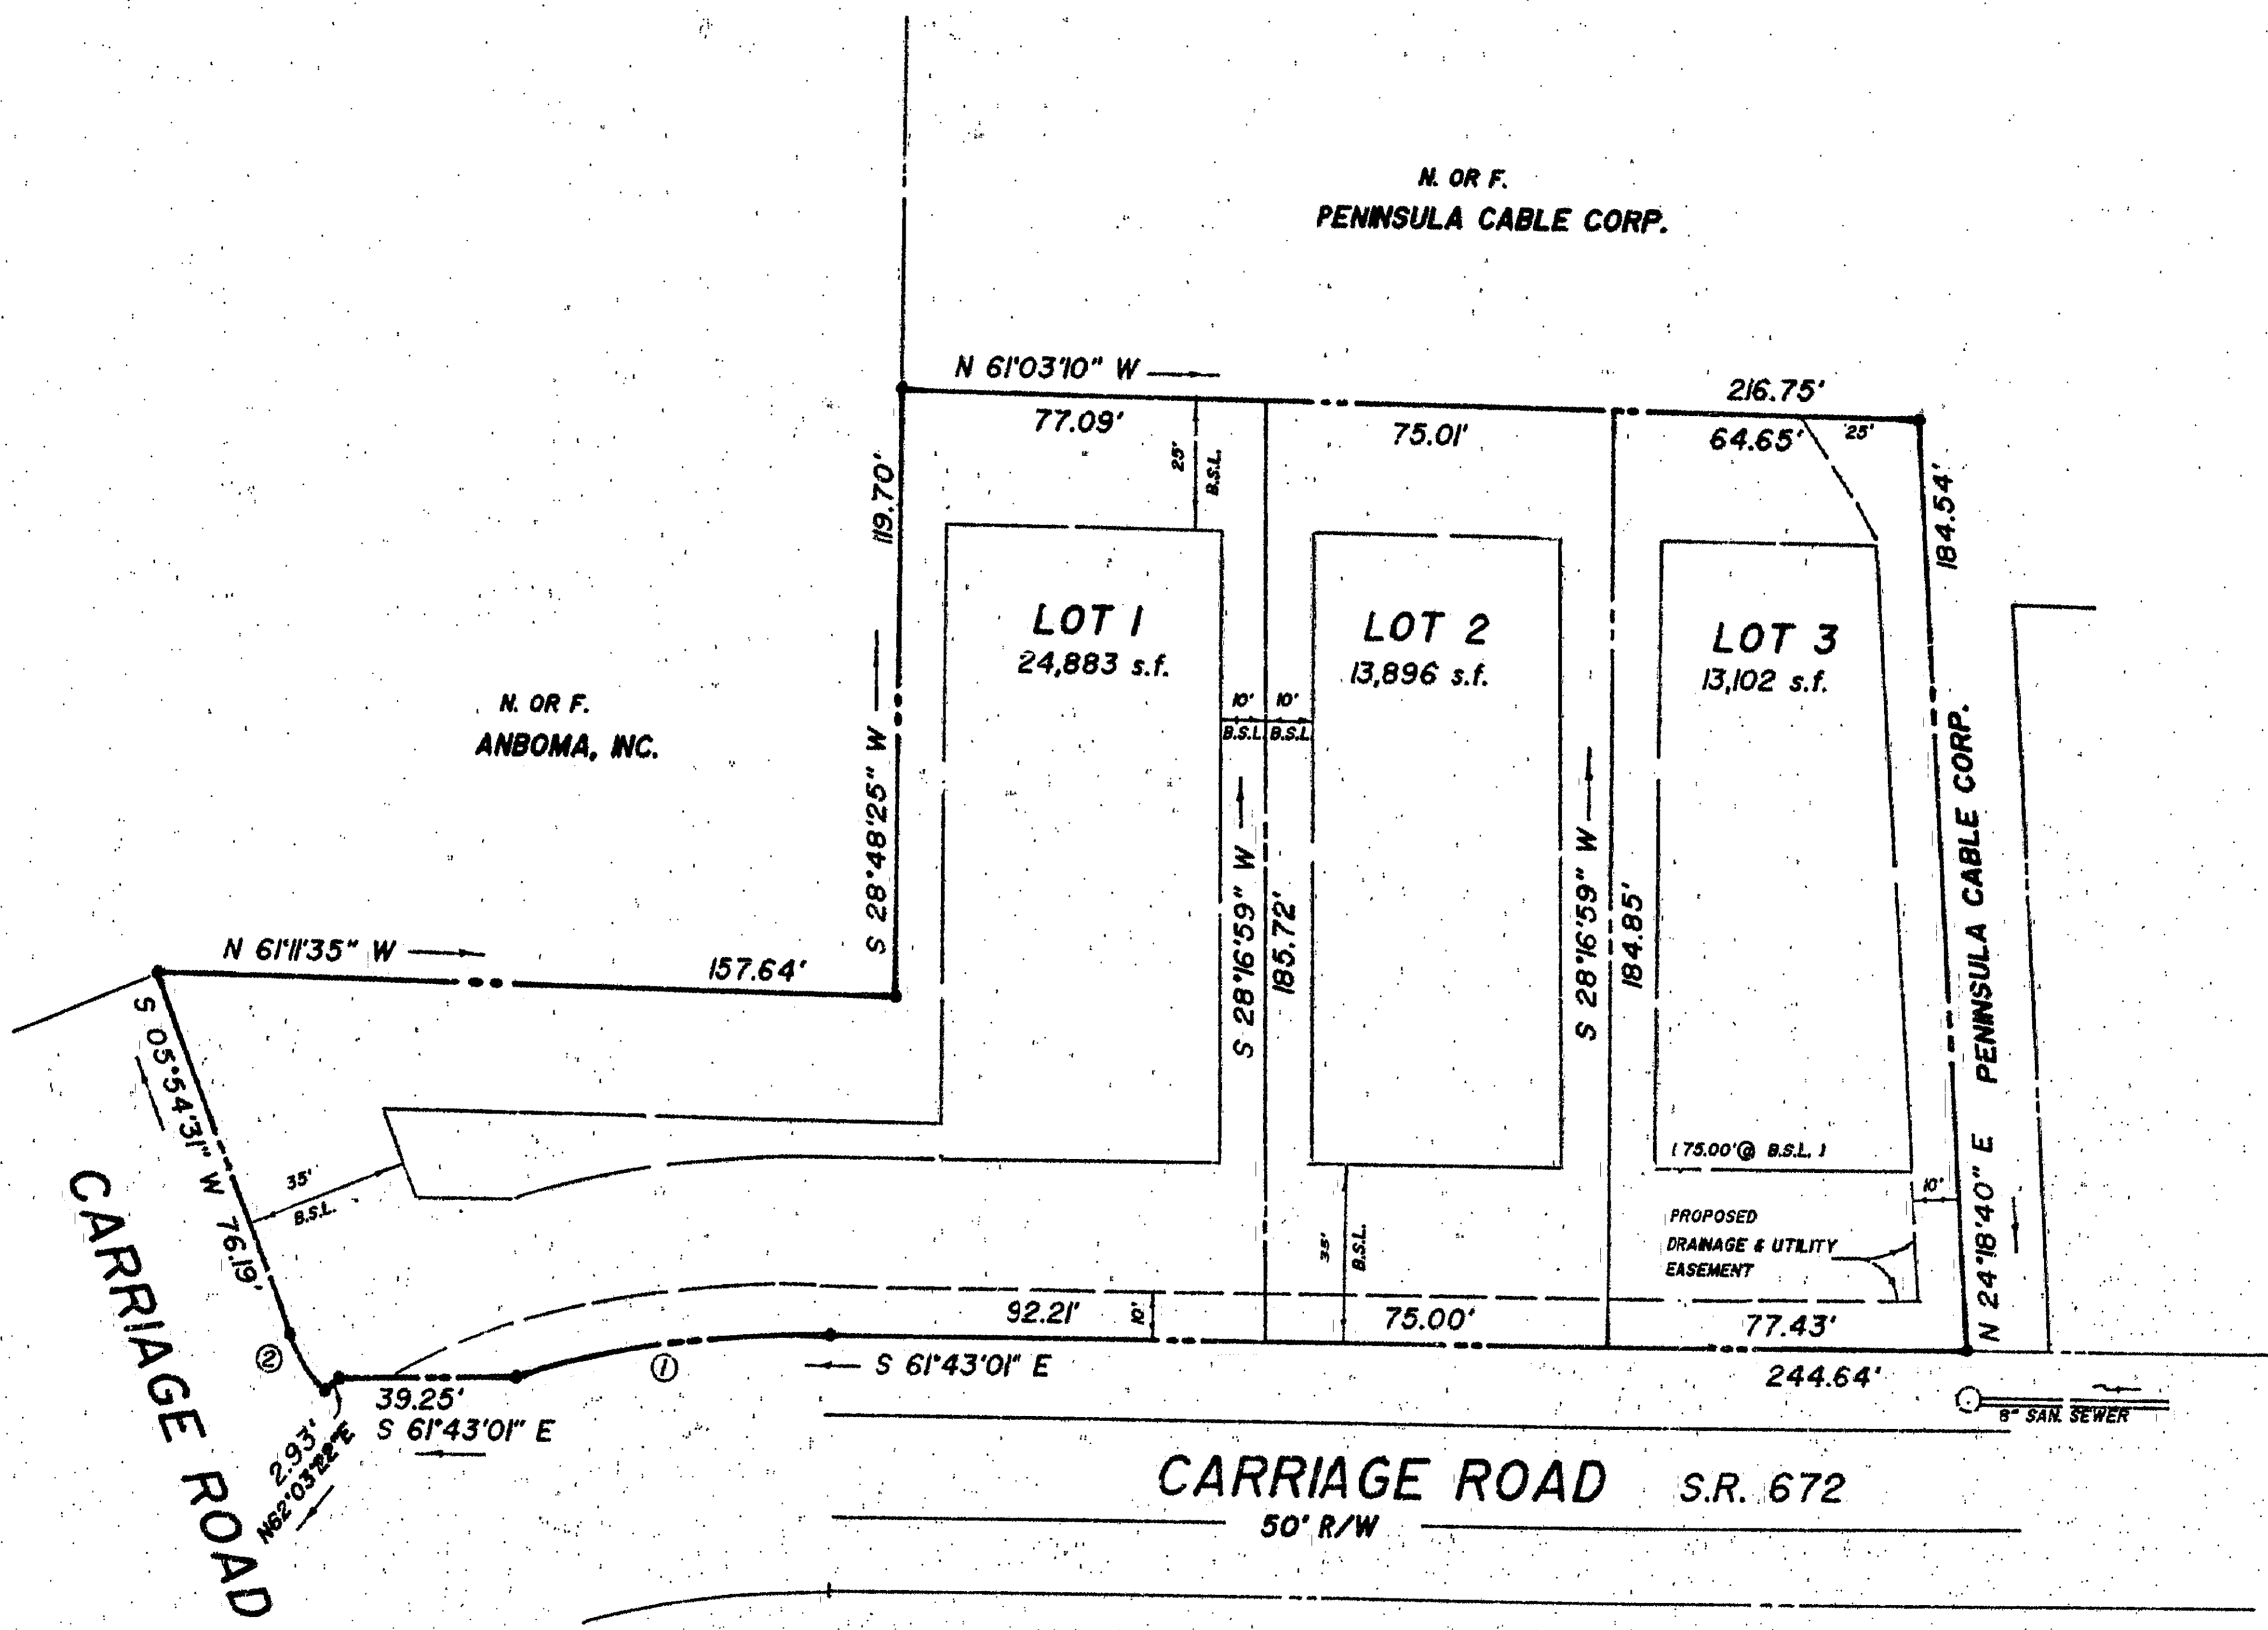 N. OR F.
PENINSULA CABLE CORP.
N 61°03'10" W
216.75'
77.09'
75.01'
64.65'
25'
25'
B.S.L.
119.70'
184.54'
LOT 1
24,883 s.f.
LOT 2
13,896 s.f.
LOT 3
13,102 s.f.
N. OR F.
ANBOMA, INC.
10'
10'
B.S.L.
B.S.L.
S 28°48'25" W
S 28°16'59" W
185.72'
S 28°16'59" W
184.85'
PENINSULA CABLE CORP.
N 61°11'35" W
157.64'
S 05°54'31" W 76.19'
35'
B.S.L.
( 75.00'@ B.S.L. )
10'
N 24°18'40" E
PROPOSED
DRAINAGE & UTILITY
EASEMENT
35'
B.S.L.
92.21'
10'
75.00'
77.43'
②
①
S 61°43'01" E
244.64'
39.25'
S 61°43'01" E
2.93'
N62°03'22"E
8" SAN. SEWER
CARRIAGE ROAD
CARRIAGE ROAD S.R. 672
50' R/W